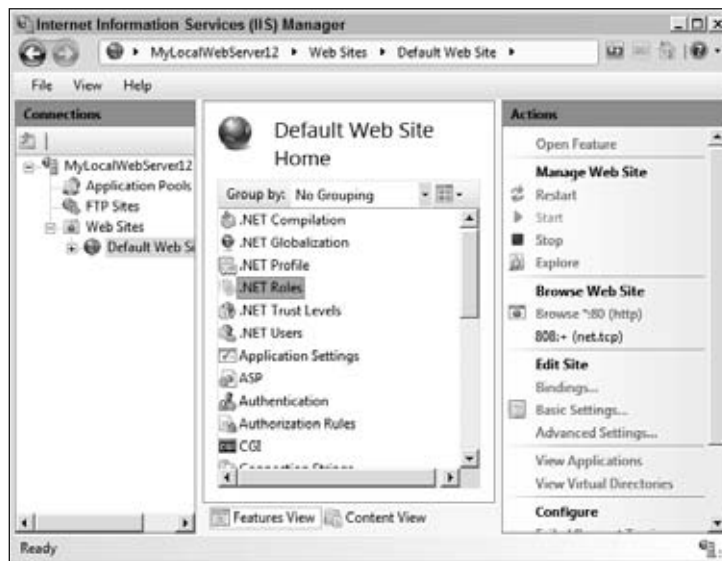 Internet Information Services (IIS) Manager
MyLocalWebServer12 Web Sites Default Web Site
File View Help
Connections
MyLocalWebServer12
Application Pools
FTP Sites
Web Sites
Default Web Si
Default Web Site
Home
Group by: No Grouping
.NET Compilation
.NET Globalization
.NET Profile
.NET Roles
.NET Trust Levels
.NET Users
Application Settings
ASP
Authentication
Authorization Rules
CGI
Connection Strings
Features View Content View
Actions
Open Feature
Manage Web Site
Restart
Start
Stop
Explore
Browse Web Site
Browse *:80 (http)
808:* (net.tcp)
Edit Site
Bindings...
Basic Settings...
Advanced Settings...
View Applications
View Virtual Directories
Configure
Ready